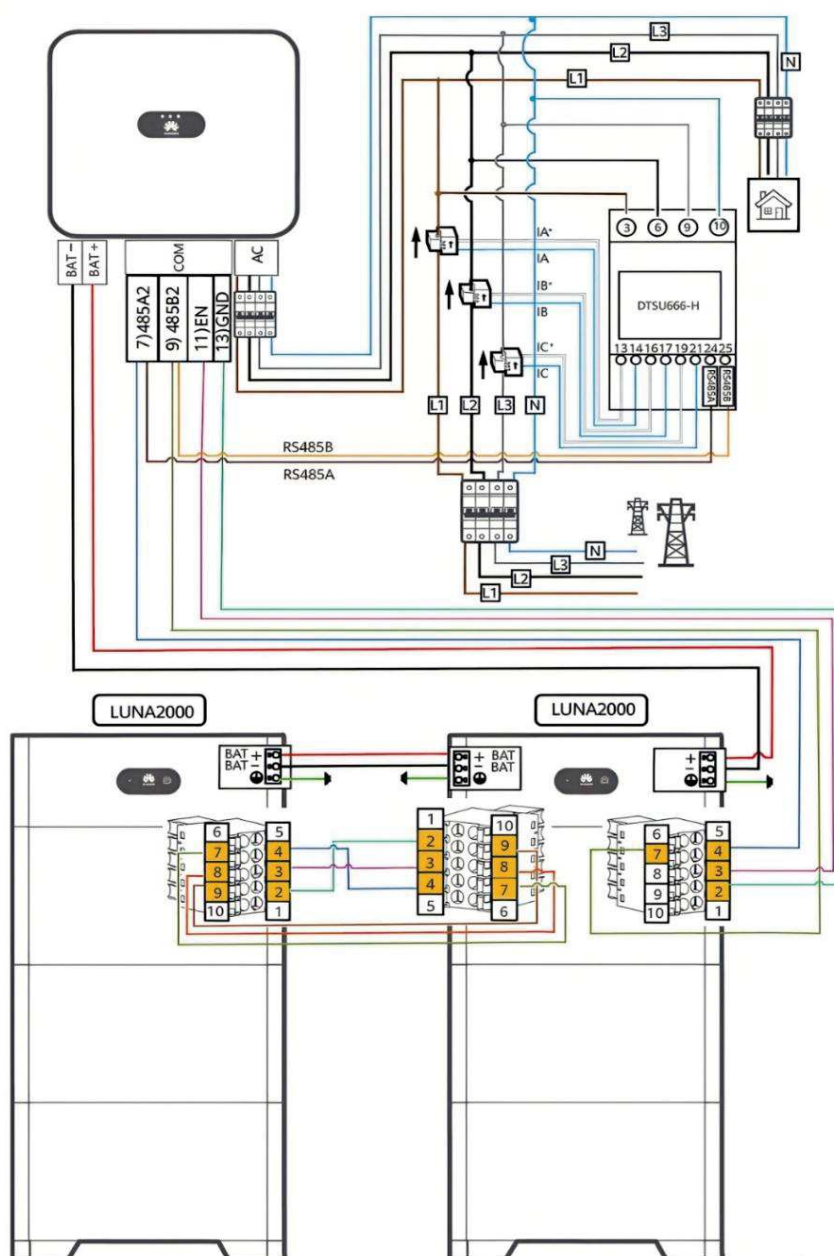 L3
L2
N
L1
BAT−
BAT+
COM
AC
7)485A2
9) 485B2
11)EN
13)GND
IA*
IA
IB*
IB
IC*
IC
3 6 9 10
DTSU666-H
13 14 16 17 19 21 24 25
RS485A
RS485B
L1 L2 L3 N
RS485B
RS485A
N
L3
L2
L1
LUNA2000
LUNA2000
BAT +
BAT −
+ BAT
− BAT
+
−
6
7
8
9
10
5
4
3
2
1
1
2
3
4
5
10
9
8
7
6
6
7
8
9
10
5
4
3
2
1